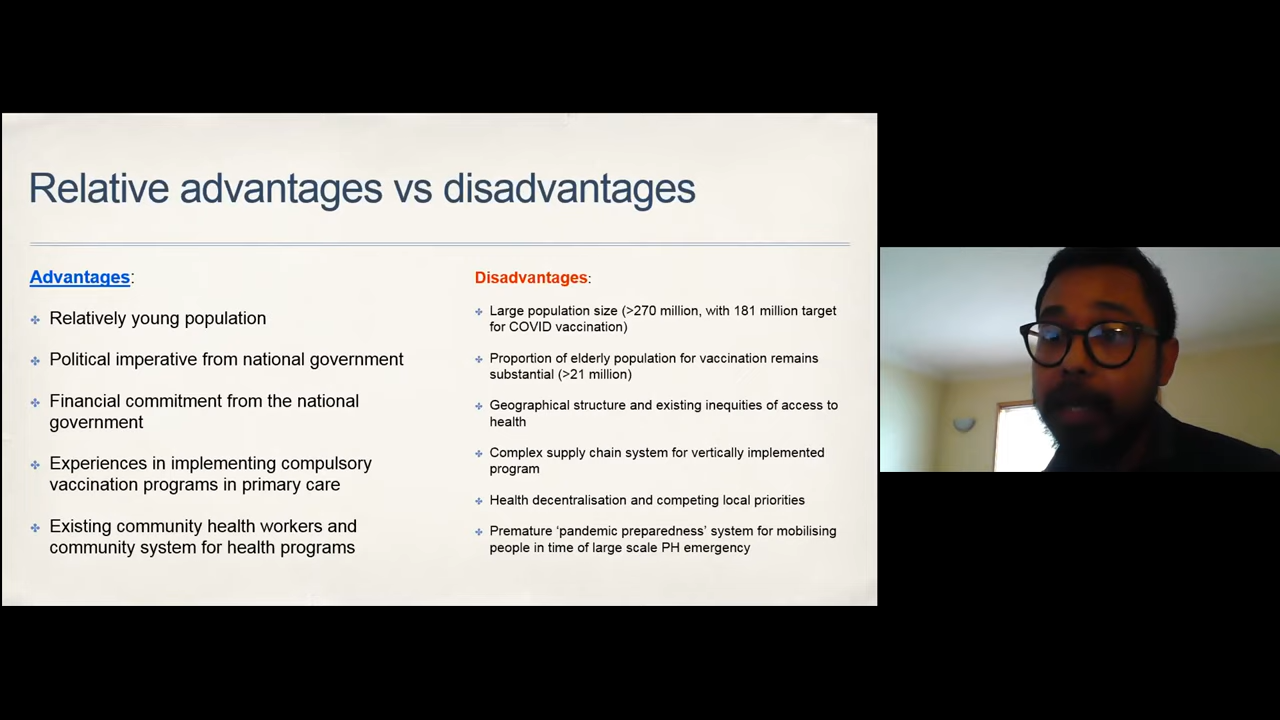 Relative advantages vs disadvantages
Advantages:
Relatively young population
Political imperative from national government
Financial commitment from the national
government
Experiences in implementing compulsory
vaccination programs in primary care
Existing community health workers and
community system for health programs
Disadvantages:
Large population size (>270 million, with 181 million target
for COVID vaccination)
Proportion of elderly population for vaccination remains
substantial (>21 million)
Geographical structure and existing inequities of access to
health
Complex supply chain system for vertically implemented
program
Health decentralisation and competing local priorities
Premature ‘pandemic preparedness’ system for mobilising
people in time of large scale PH emergency